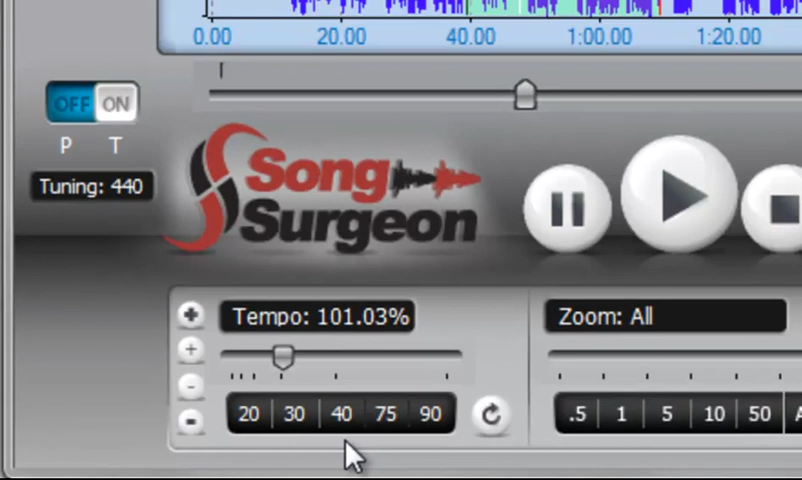 0.00 20.00 40.00 1:00.00 1:20.00
OFF ON
P T
Tuning: 440
Song
Surgeon
Tempo: 101.03%
Zoom: All
20 30 40 75 90
.5 1 5 10 50